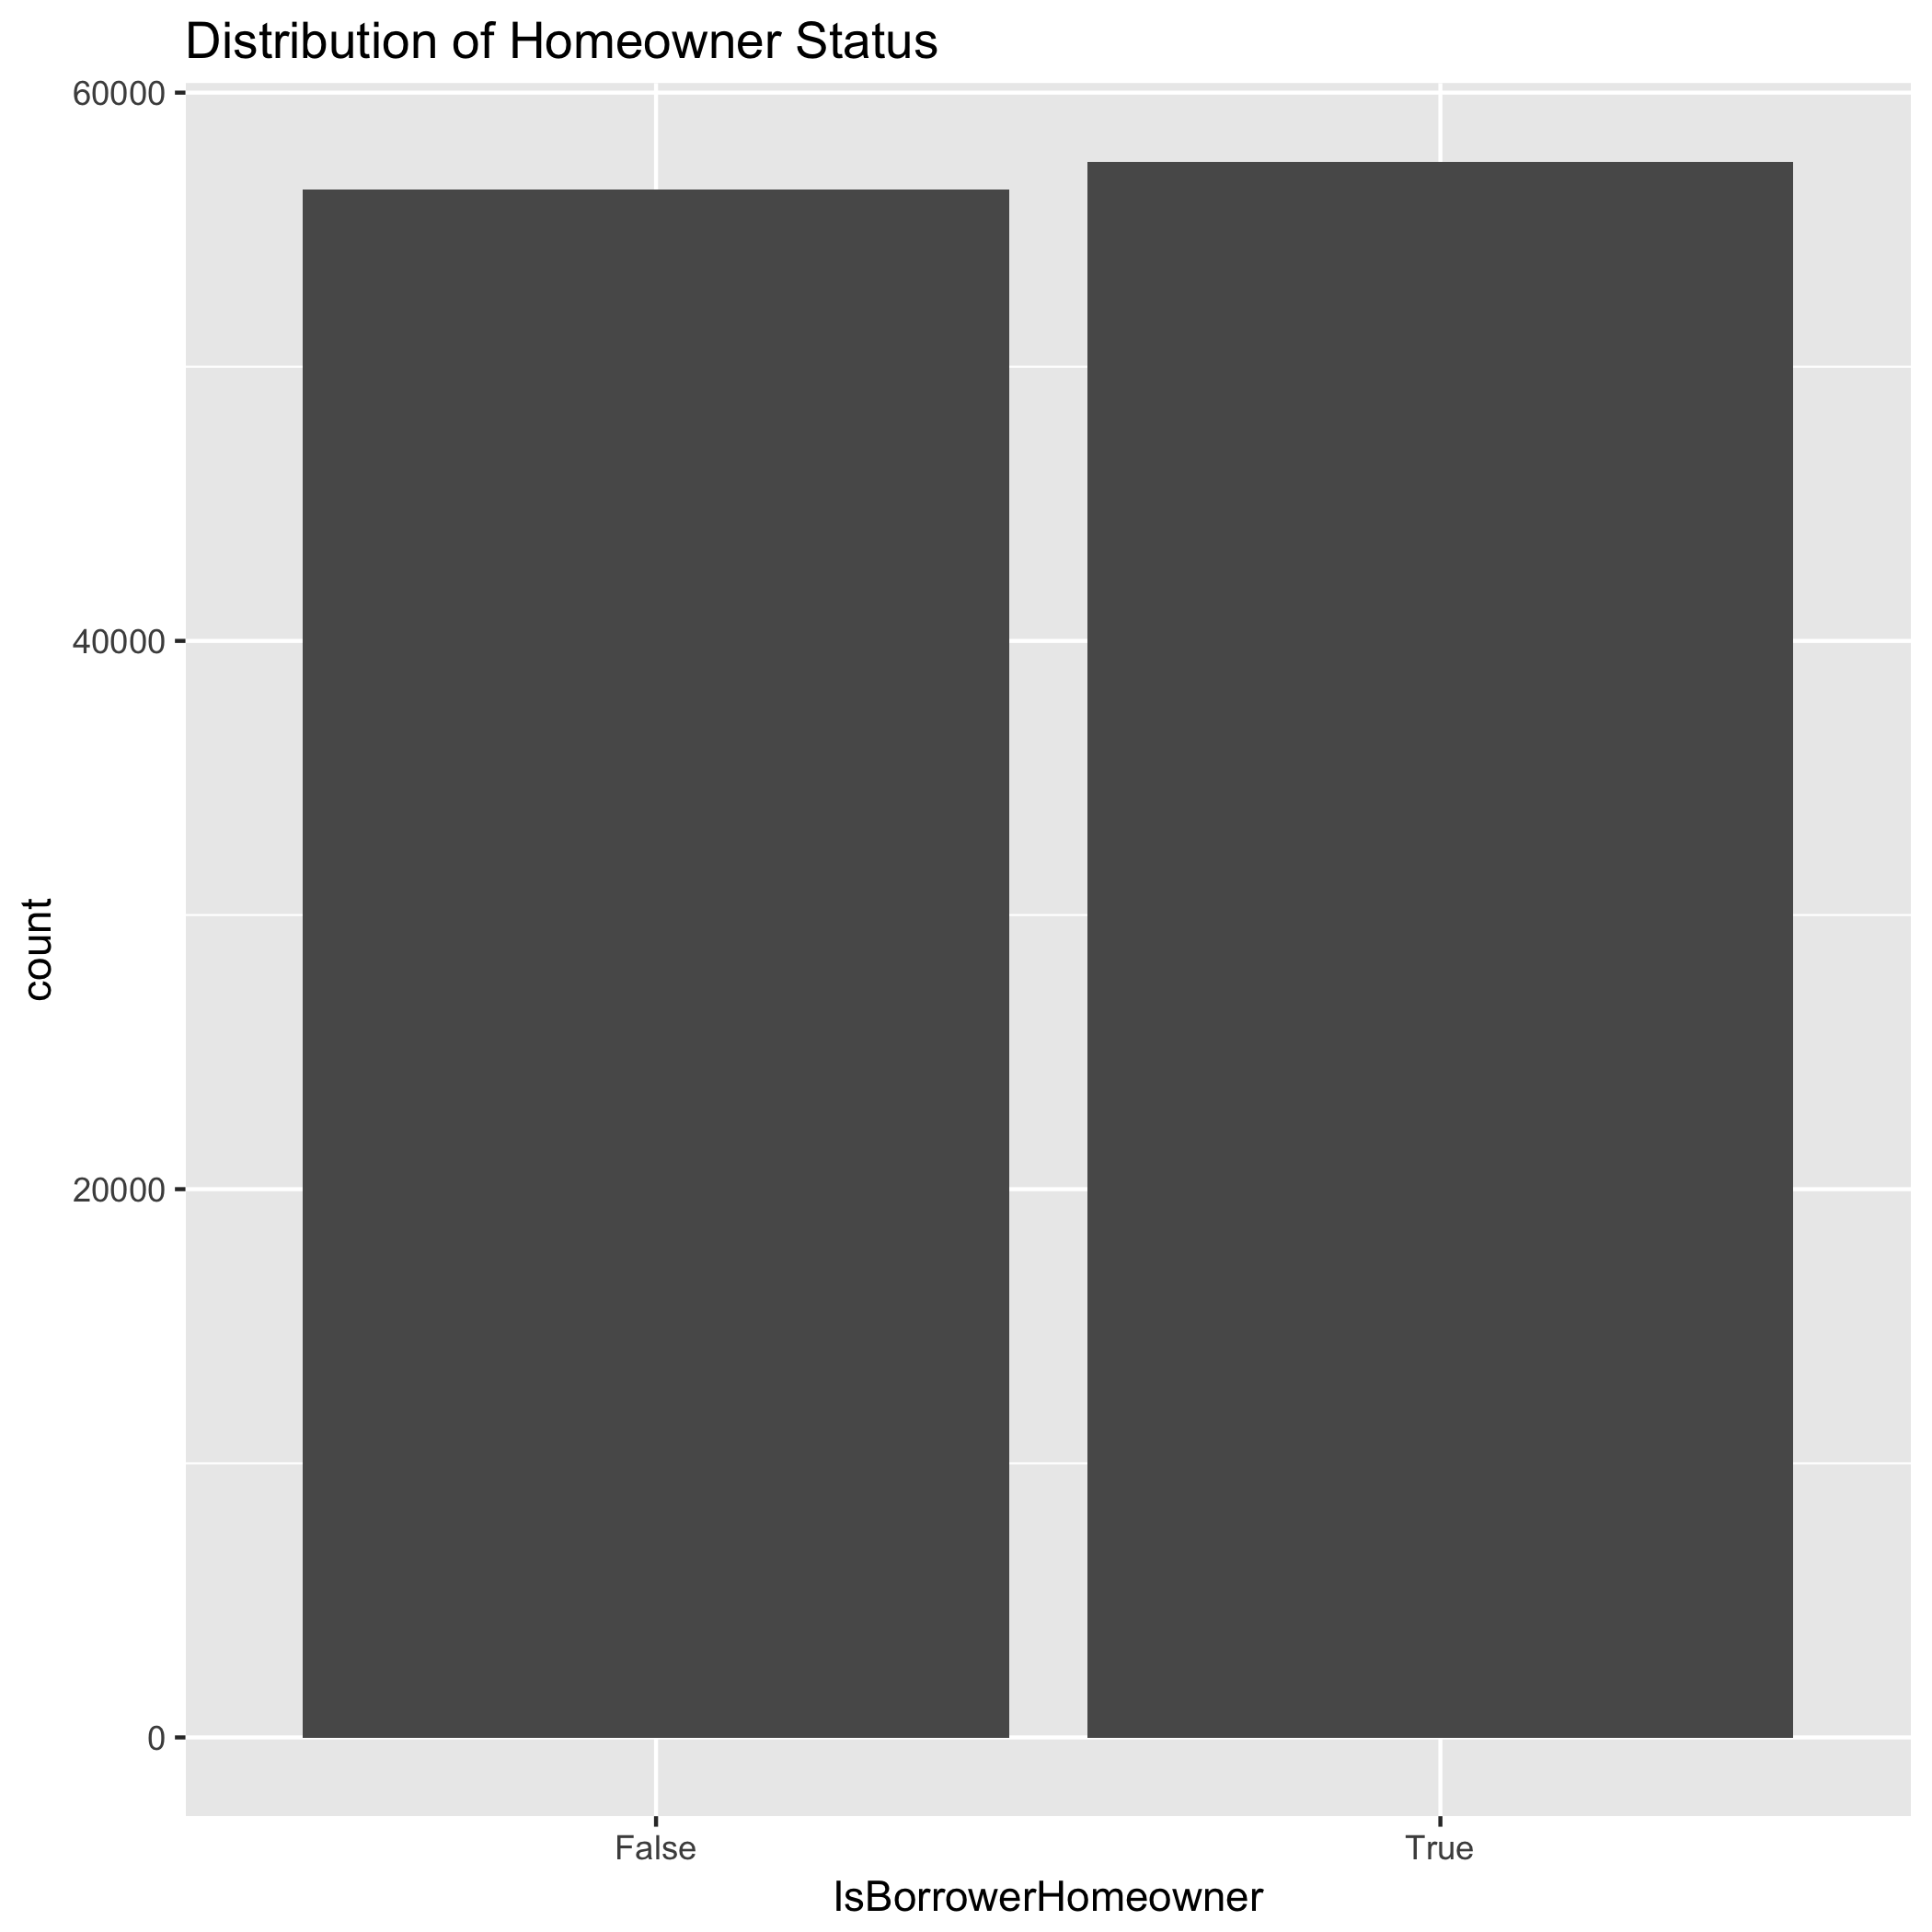 Distribution of Homeowner Status
60000
40000
20000
0
count
False
True
IsBorrowerHomeowner